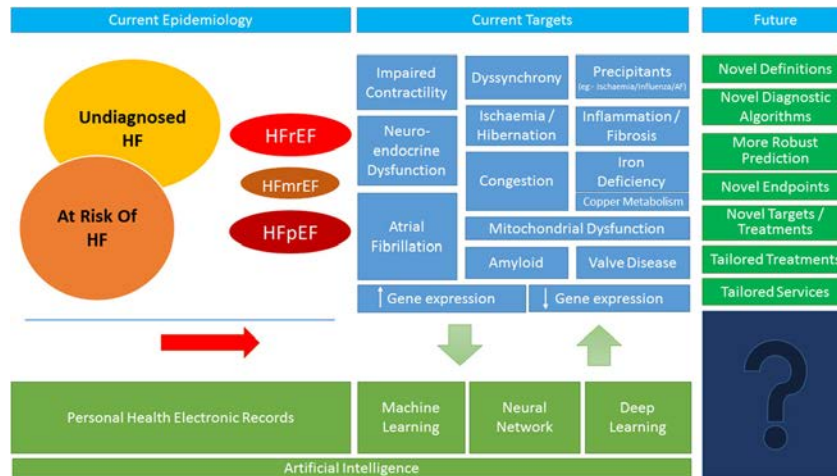 Current Epidemiology
Undiagnosed
HF
At Risk Of
HF
HFrEF
HFmrEF
HFpEF
Current Targets
Impaired
Contractility
Dyssynchrony
Precipitants
(eg:- Ischaemia/Influenza/AF)
Neuro-
endocrine
Dysfunction
Ischaemia /
Hibernation
Inflammation /
Fibrosis
Congestion
Iron
Deficiency
Copper Metabolism
Atrial
Fibrillation
Mitochondrial Dysfunction
Amyloid
Valve Disease
↑ Gene expression
↓ Gene expression
Future
Novel Definitions
Novel Diagnostic
Algorithms
More Robust
Prediction
Novel Endpoints
Novel Targets /
Treatments
Tailored Treatments
Tailored Services
?
Personal Health Electronic Records
Machine
Learning
Neural
Network
Deep
Learning
Artificial Intelligence